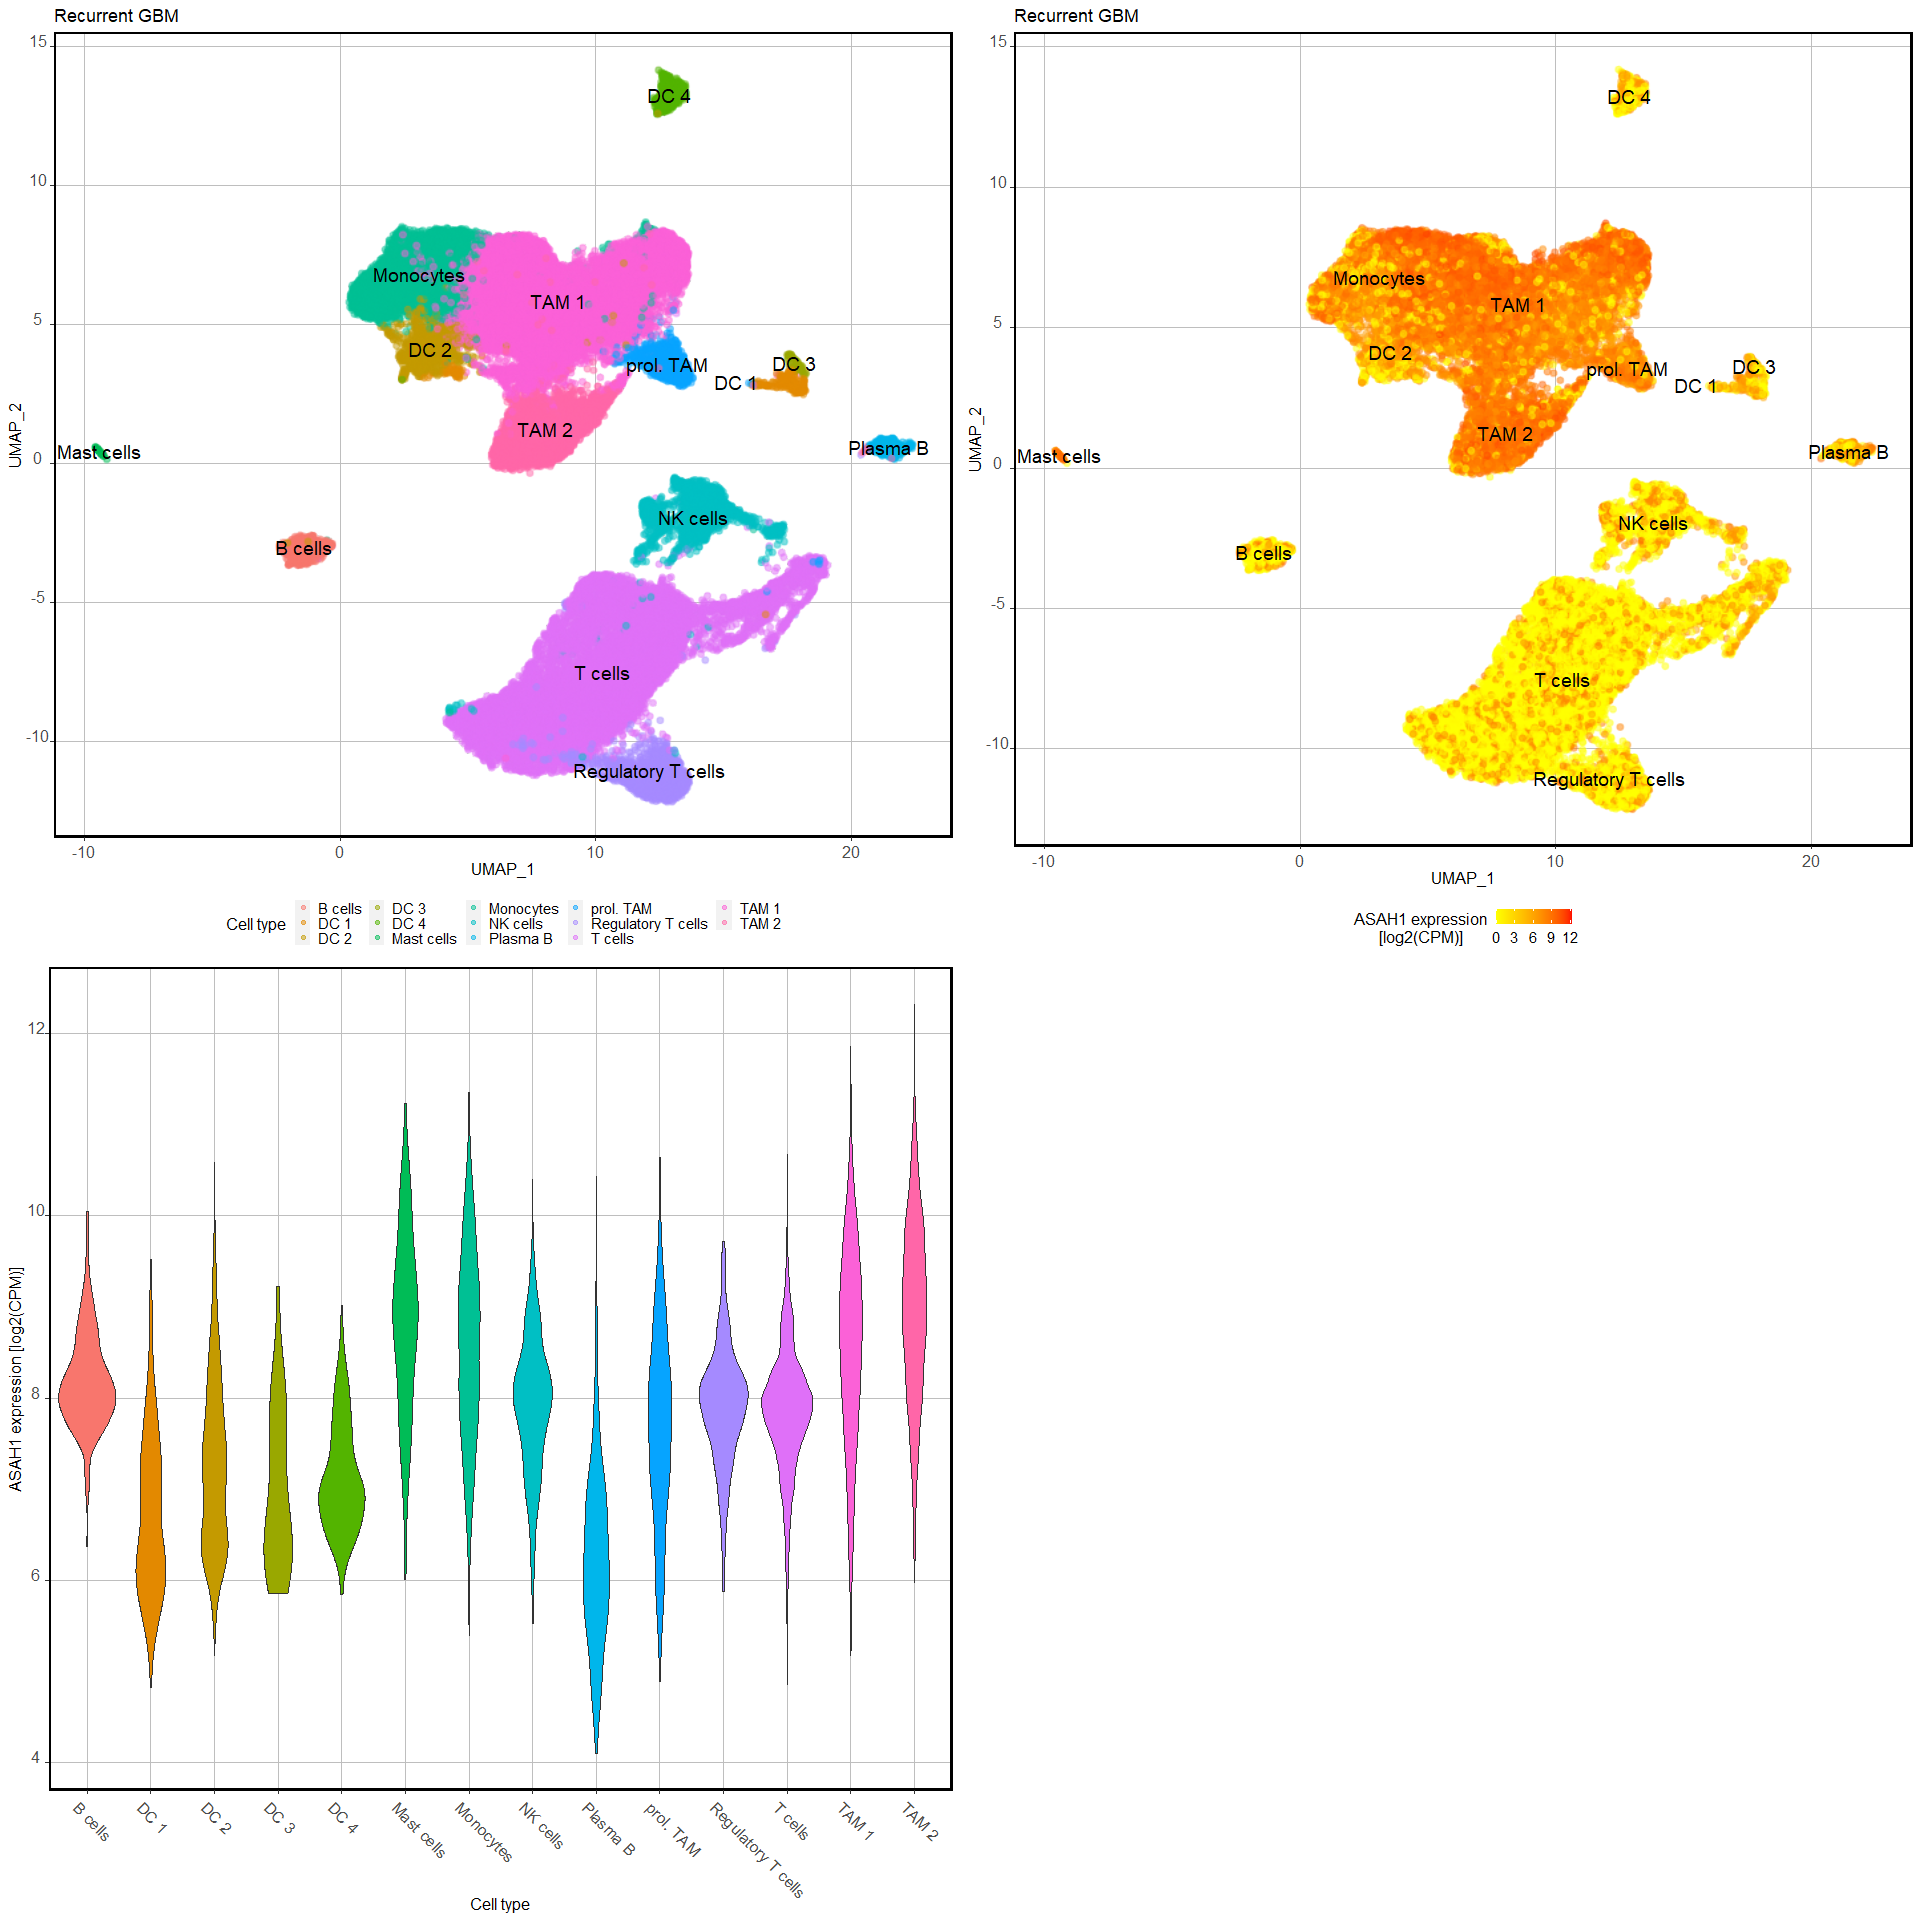 Recurrent GBM
15
10
5
0
-5
-10
UMAP_2
DC 4
Monocytes
TAM 1
DC 2
prol. TAM
DC 3
DC 1
TAM 2
Mast cells
Plasma B
NK cells
B cells
T cells
Regulatory T cells
-10 0 10 20
UMAP_1
Cell type
B cells DC 3 Monocytes prol. TAM TAM 1
DC 1 DC 4 NK cells Regulatory T cells TAM 2
DC 2 Mast cells Plasma B T cells
Recurrent GBM
15
10
5
0
-5
-10
UMAP_2
DC 4
Monocytes
TAM 1
DC 2
prol. TAM
DC 3
DC 1
TAM 2
Mast cells
Plasma B
NK cells
B cells
T cells
Regulatory T cells
-10 0 10 20
UMAP_1
ASAH1 expression
[log2(CPM)]
0 3 6 9 12
12
10
8
6
4
ASAH1 expression [log2(CPM)]
B cells
DC 1
DC 2
DC 3
DC 4
Mast cells
Monocytes
NK cells
Plasma B
prol. TAM
Regulatory T cells
T cells
TAM 1
TAM 2
Cell type